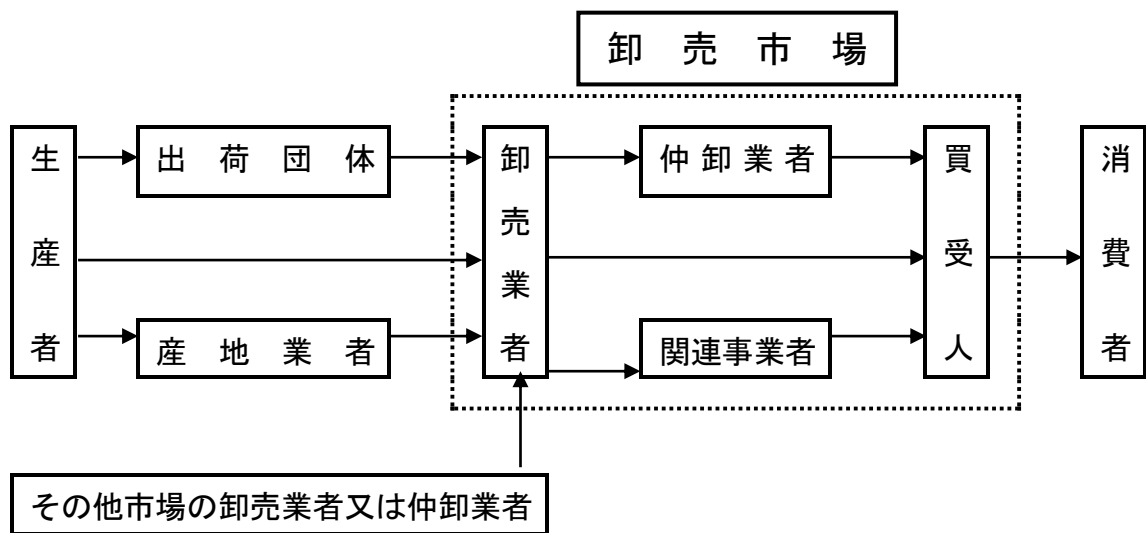 卸売市場
生産者
出荷団体
産地業者
卸売業者
仲卸業者
関連事業者
買受人
消費者
その他市場の卸売業者又は仲卸業者